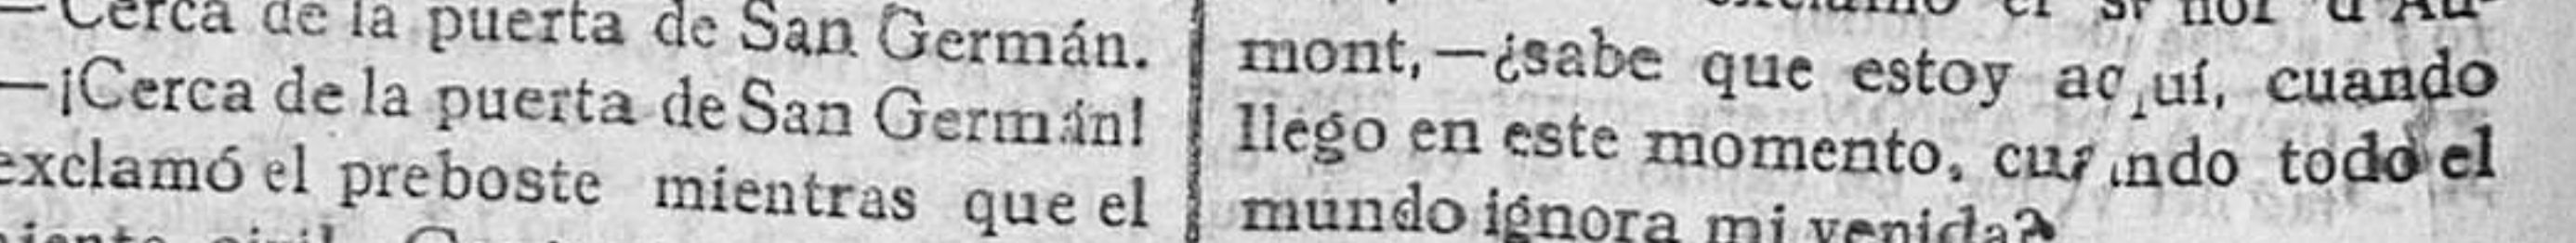 —Cerca de la puerta de San Germán.
—¡Cerca de la puerta de San Germán!
exclamó el preboste mientras que el
mont,—¿sabe que estoy aquí, cuando
llego en este momento, cuando todo el
mundo ignora mi venida?